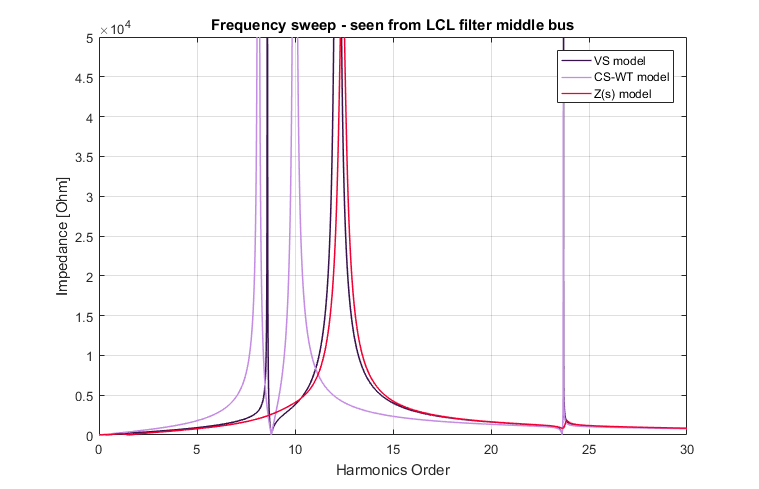 Frequency sweep - seen from LCL filter middle bus
×10⁴
5
4.5
4
3.5
3
2.5
2
1.5
1
0.5
0
Impedance [Ohm]
VS model
CS-WT model
Z(s) model
0 5 10 15 20 25 30
Harmonics Order